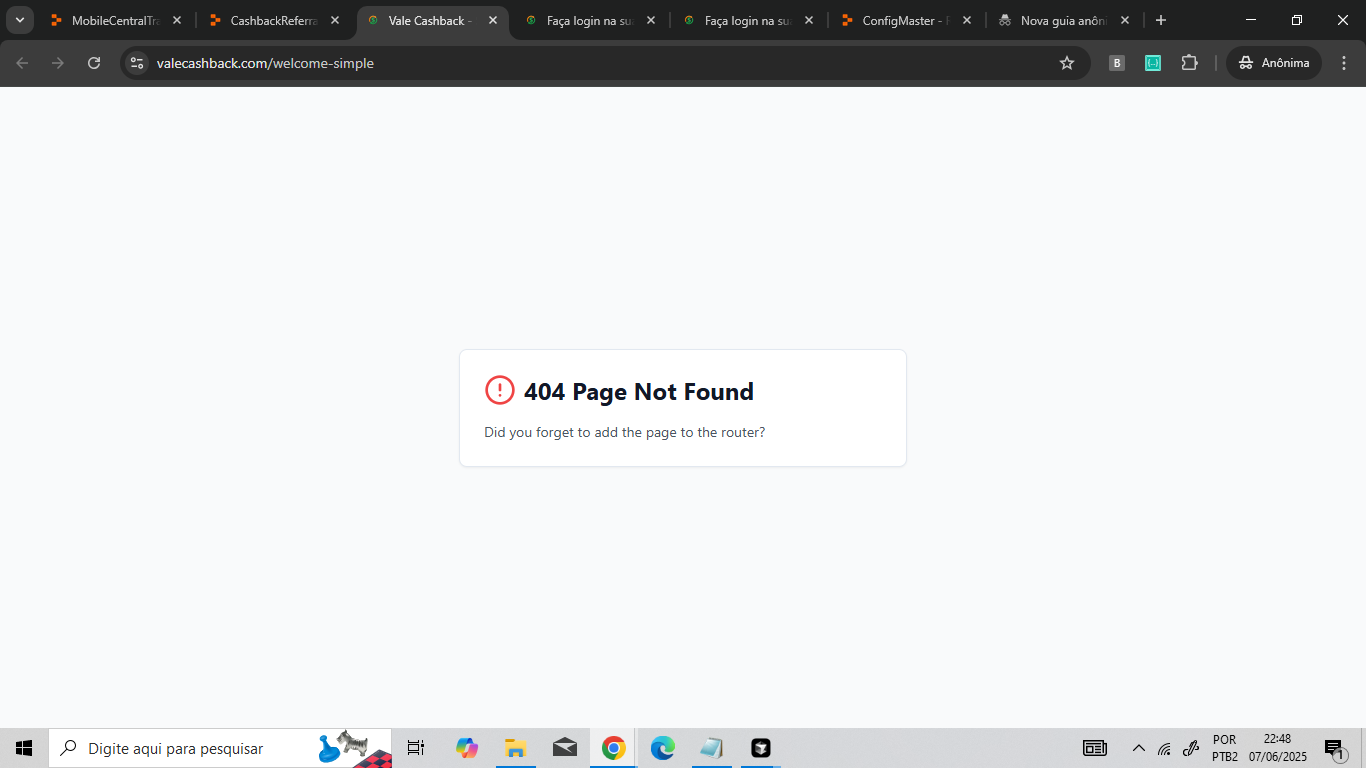 MobileCentralTra
CashbackReferra
Vale Cashback -
Faça login na sua
Faça login na sua
ConfigMaster - R
Nova guia anôni
valecashback.com/welcome-simple
B
{...}
Anônima
404 Page Not Found
Did you forget to add the page to the router?
Digite aqui para pesquisar
POR
PTB2
22:48
07/06/2025
1